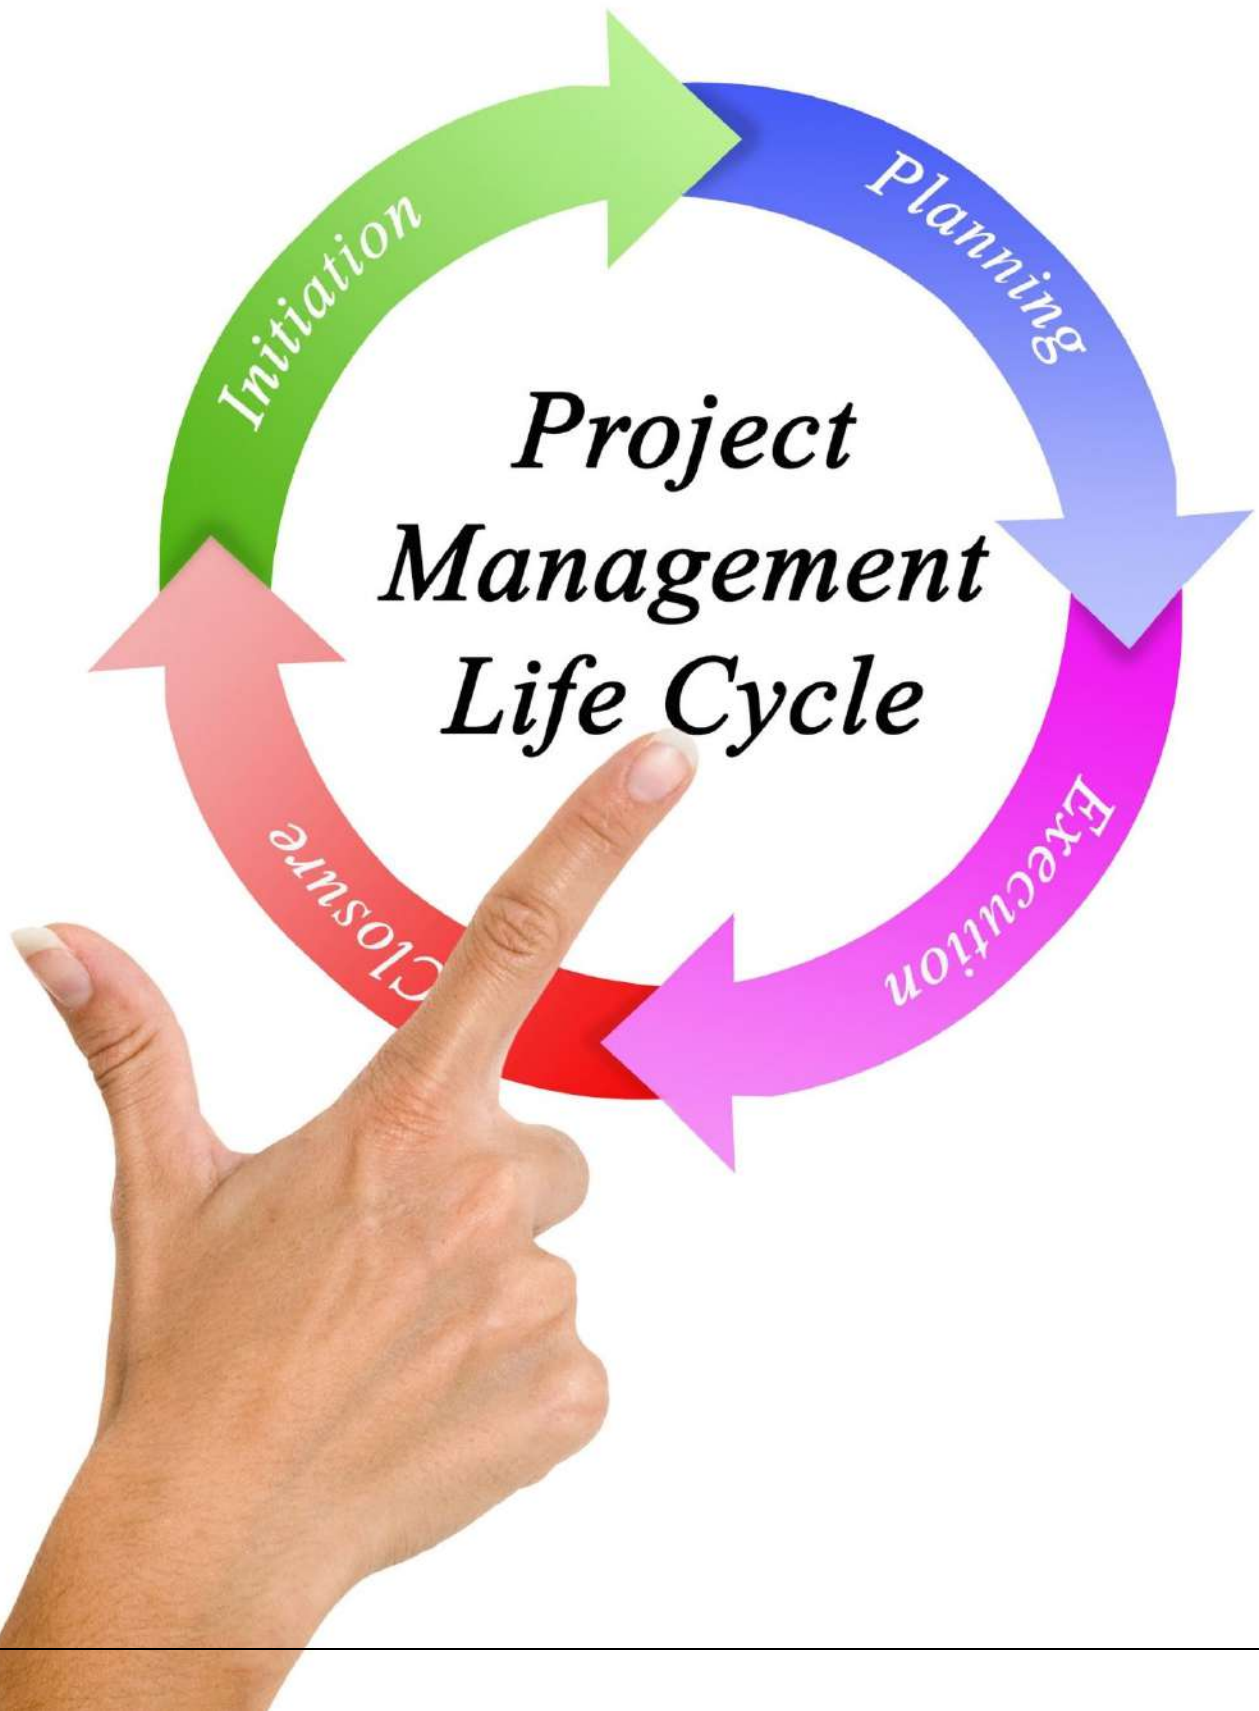 Initiation
Planning
Project
Management
Life Cycle
Execution
Closure